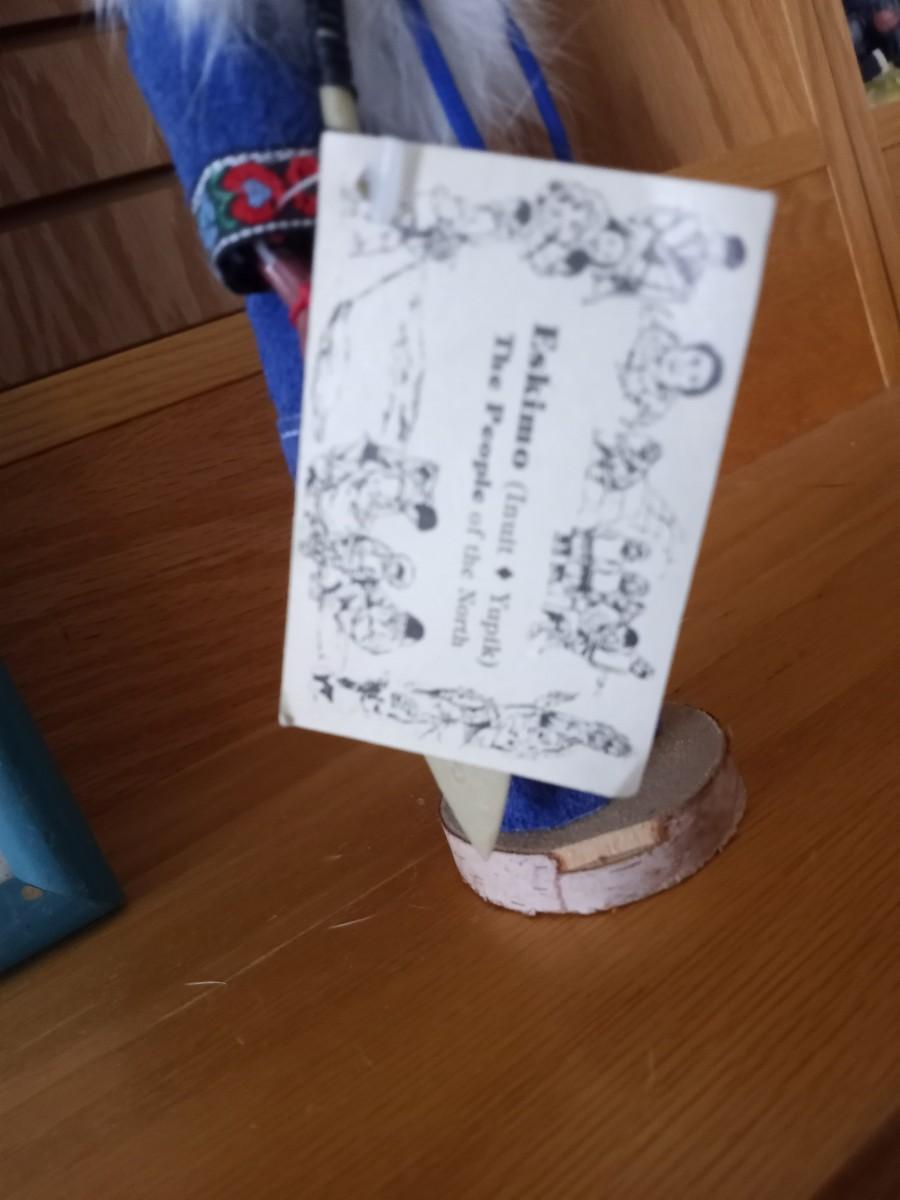 Eskimo (Inuit ♦ Yupik)
The People of the North